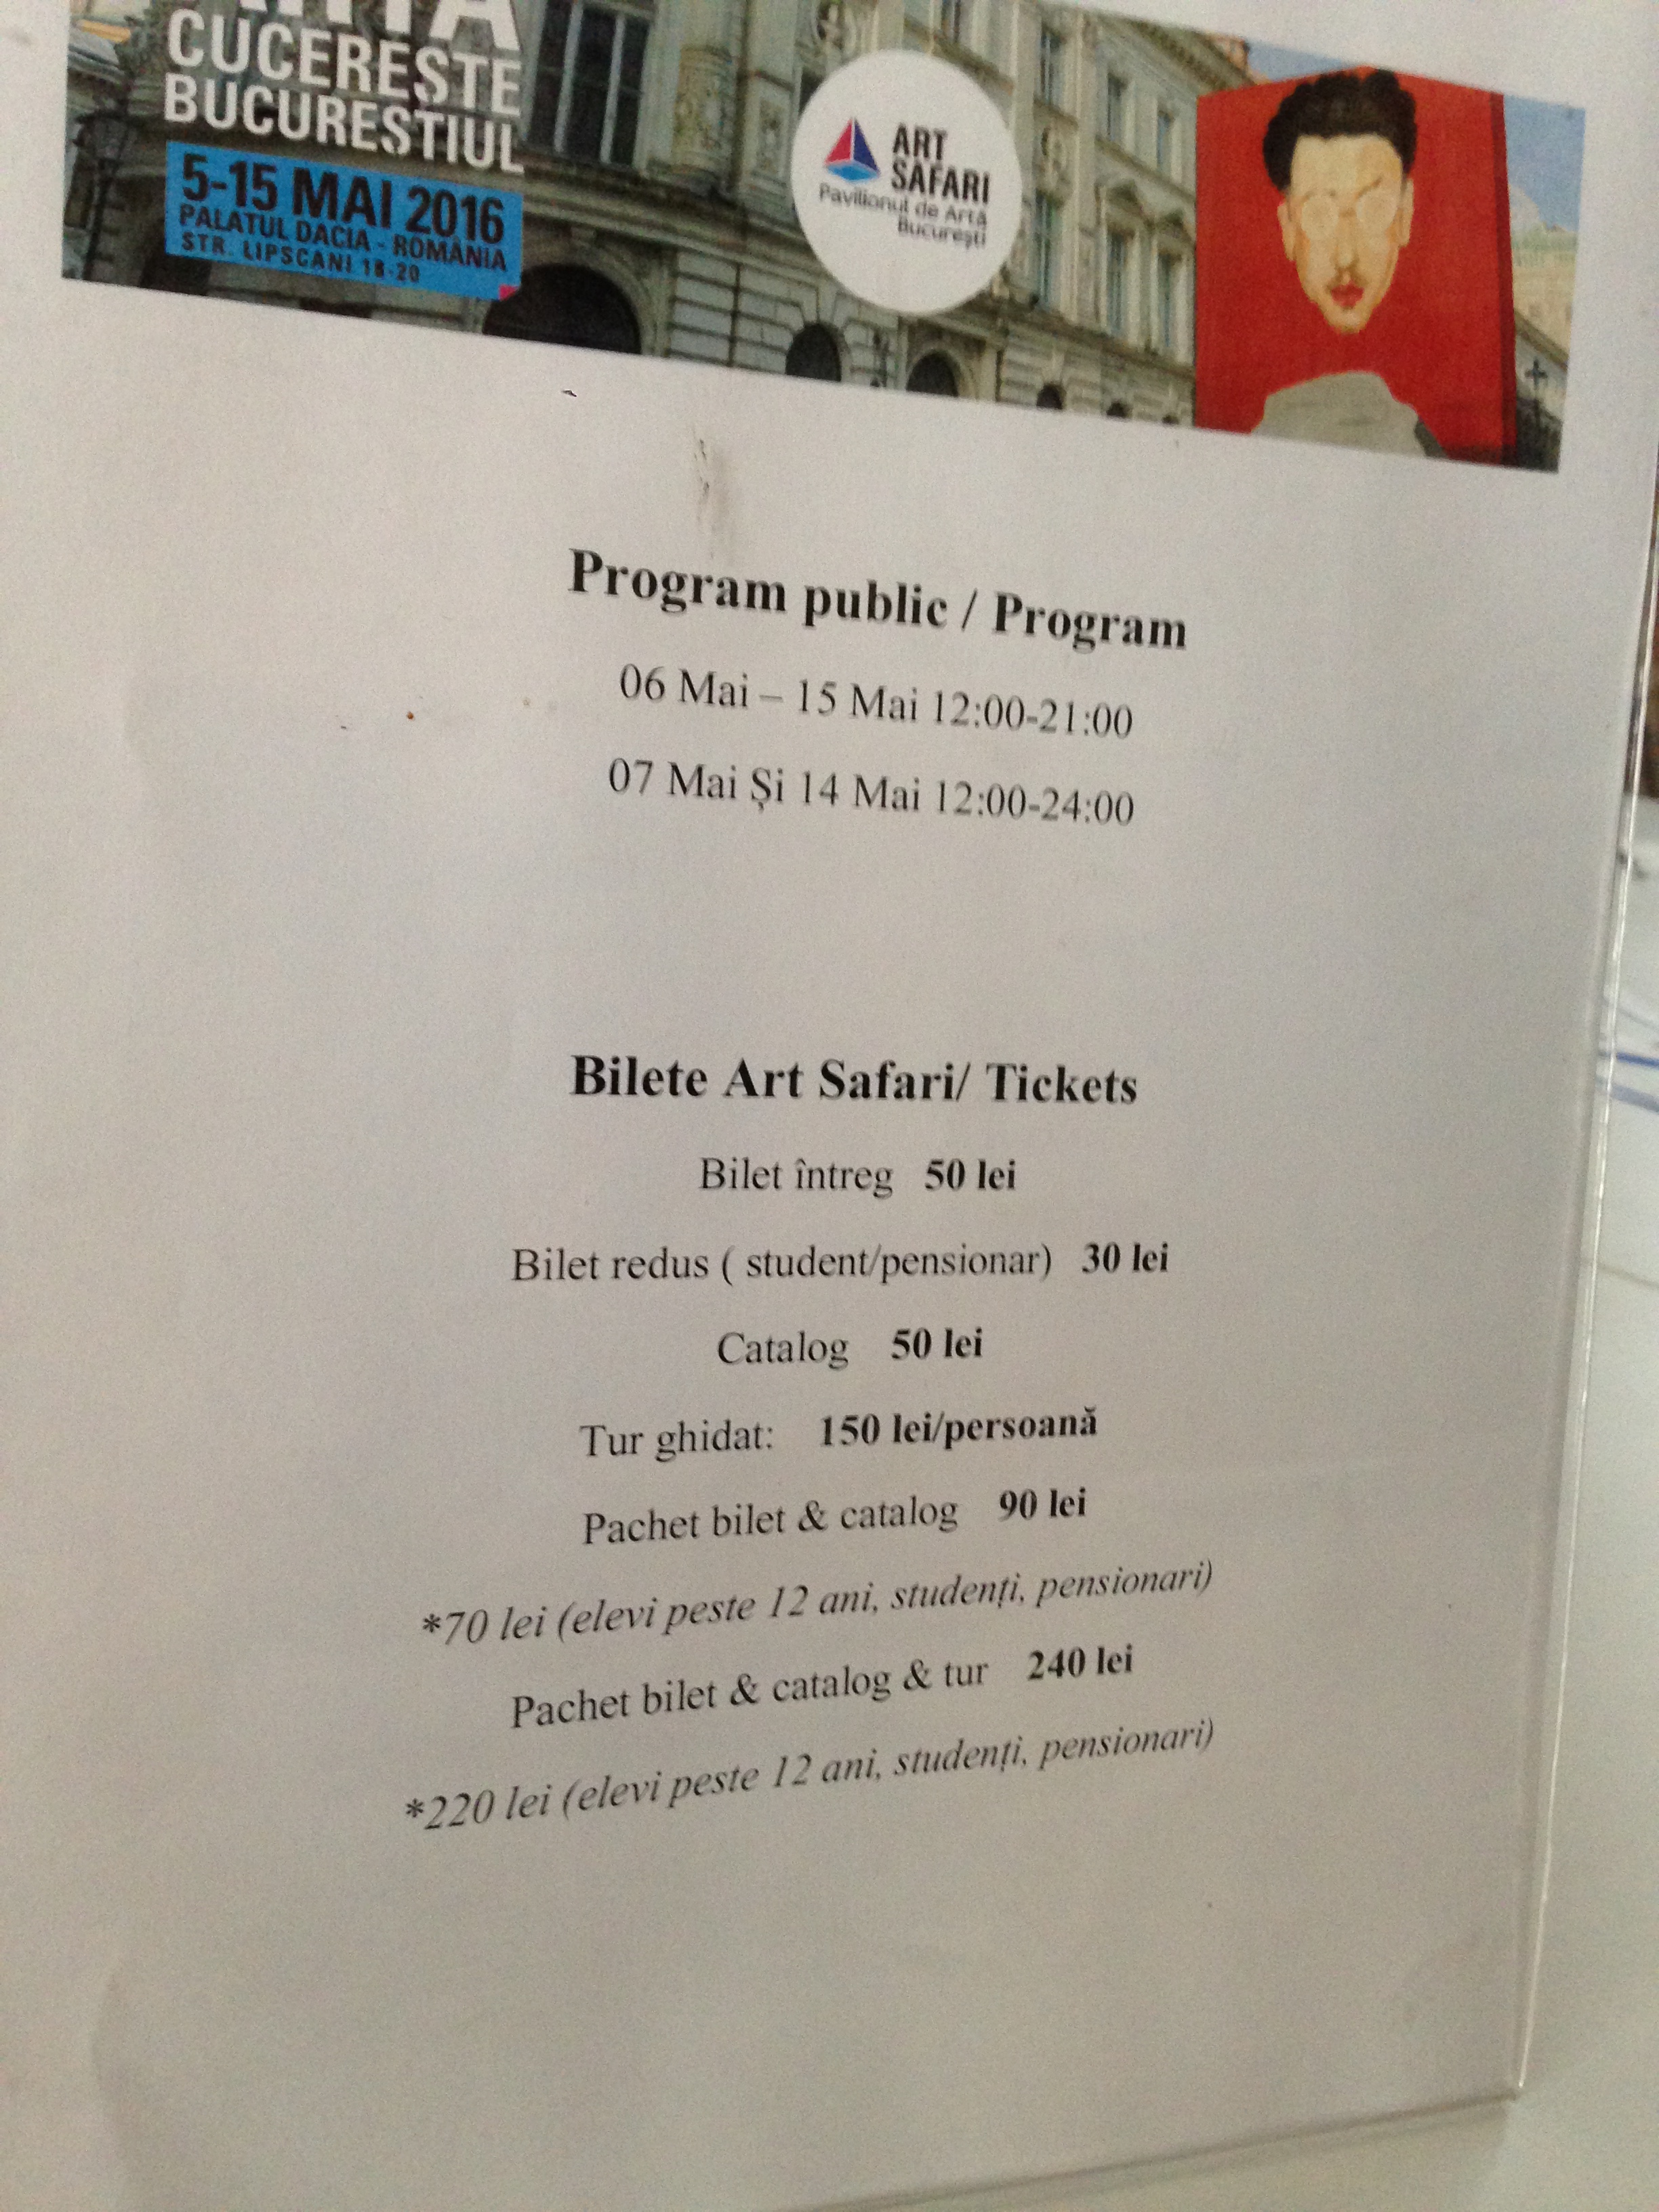 CUCEREȘTE
BUCUREȘTIUL
5-15 MAI 2016
PALATUL DACIA - ROMÂNIA
STR. LIPSCANI 18-20
ART
SAFARI
Pavilionul de Artă
București
Program public / Program
06 Mai – 15 Mai 12:00-21:00
07 Mai Și 14 Mai 12:00-24:00
Bilete Art Safari/ Tickets
Bilet întreg 50 lei
Bilet redus ( student/pensionar) 30 lei
Catalog 50 lei
Tur ghidat: 150 lei/persoană
Pachet bilet & catalog 90 lei
*70 lei (elevi peste 12 ani, studenți, pensionari)
Pachet bilet & catalog & tur 240 lei
*220 lei (elevi peste 12 ani, studenți, pensionari)